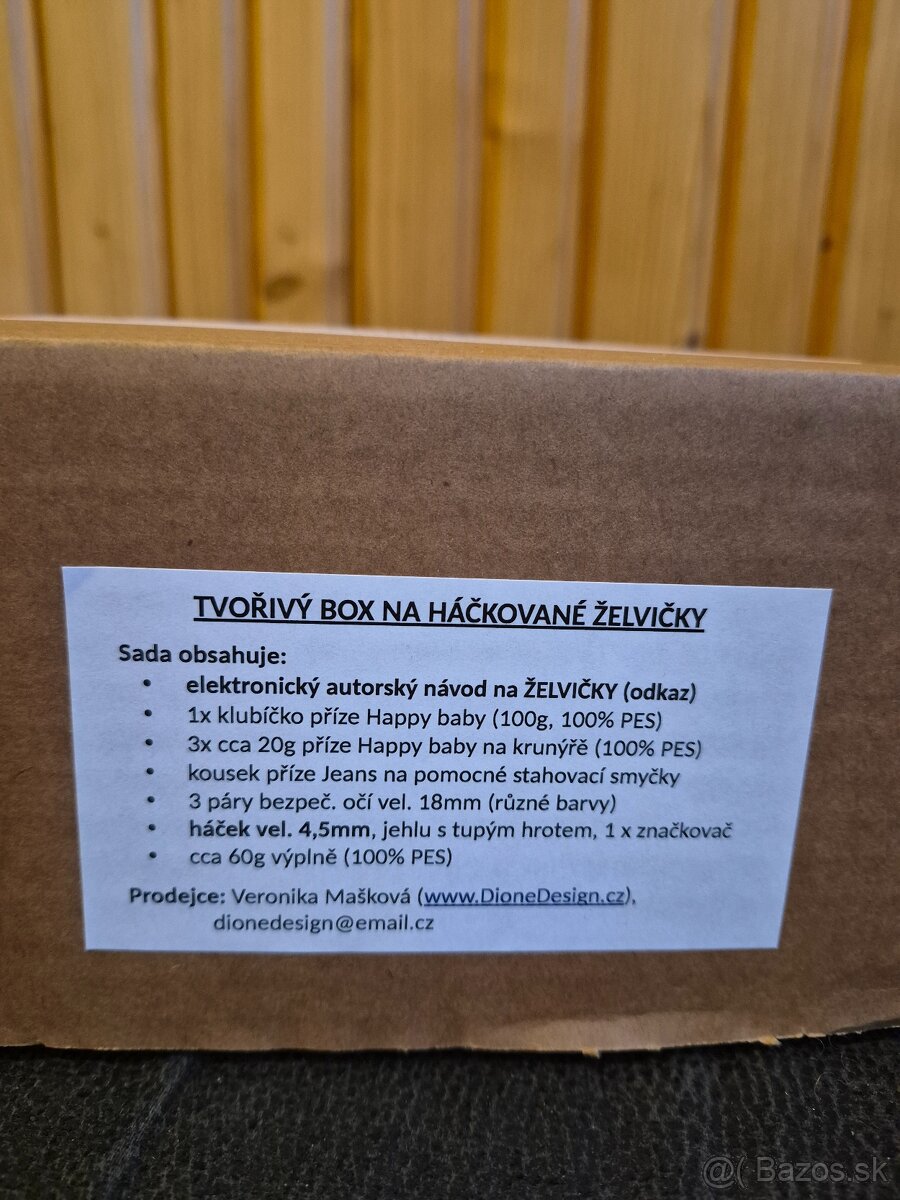 TVOŘIVÝ BOX NA HÁČKOVANÉ ŽELVIČKY
Sada obsahuje:
• elektronický autorský návod na ŽELVIČKY (odkaz)
• 1x klubíčko příze Happy baby (100g, 100% PES)
• 3x cca 20g příze Happy baby na krunýřě (100% PES)
• kousek příze Jeans na pomocné stahovací smyčky
• 3 páry bezpeč. očí vel. 18mm (různé barvy)
• háček vel. 4,5mm, jehlu s tupým hrotem, 1 x značkovač
• cca 60g výplně (100% PES)
Prodejce: Veronika Mašková (www.DioneDesign.cz),
dionedesign@email.cz
@( Bazos.sk